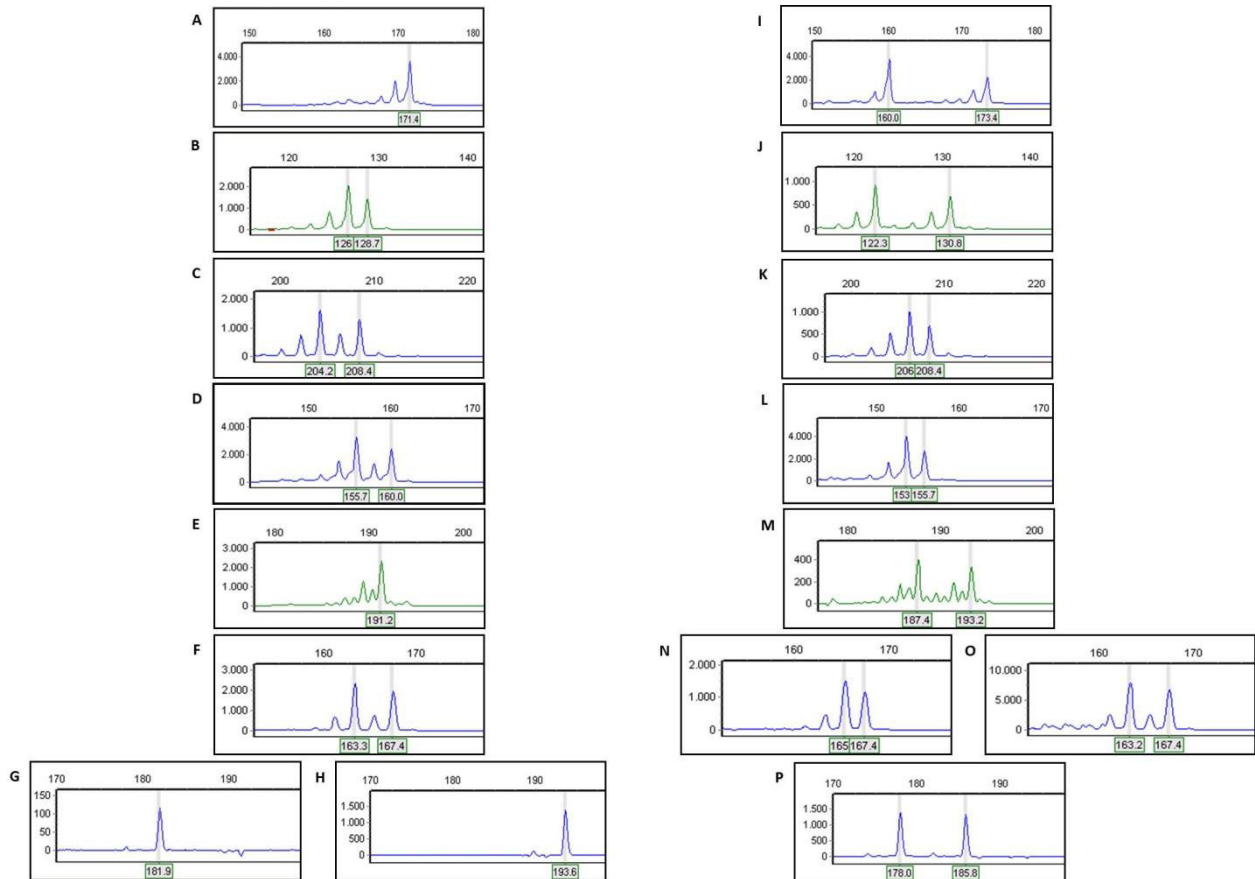 A
150 160 170 180
4.000
2.000
0
171.4
B
120 130 140
2.000
1.000
0
126 128.7
C
200 210 220
2.000
1.000
0
204.2 208.4
D
150 160 170
4.000
2.000
0
155.7 160.0
E
180 190 200
3.000
2.000
1.000
0
191.2
F
160 170
3.000
2.000
1.000
0
163.3 167.4
G
170 180 190
150
100
50
0
181.9
H
170 180 190
1.500
1.000
500
0
193.6
I
150 160 170 180
4.000
2.000
0
160.0 173.4
J
120 130 140
1.000
500
0
122.3 130.8
K
200 210 220
1.000
500
0
206 208.4
L
150 160 170
4.000
2.000
0
153 155.7
M
180 190 200
400
200
0
187.4 193.2
N
160 170
2.000
1.000
0
165 167.4
O
160 170
10.000
5.000
0
163.2 167.4
P
170 180 190
1.500
1.000
500
0
178.0 185.8